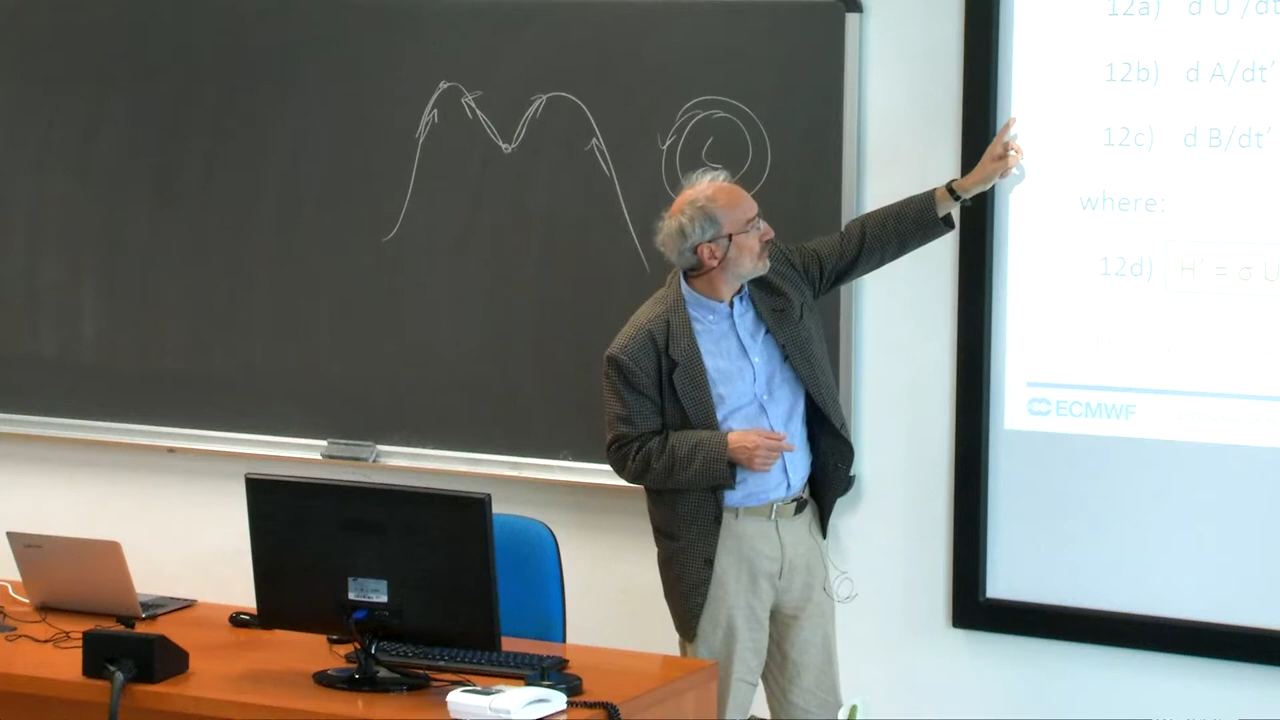 12a) d U'/dt
12b) d A/dt'
12c) d B/dt'
where:
12d) H' = σ U
ECMWF